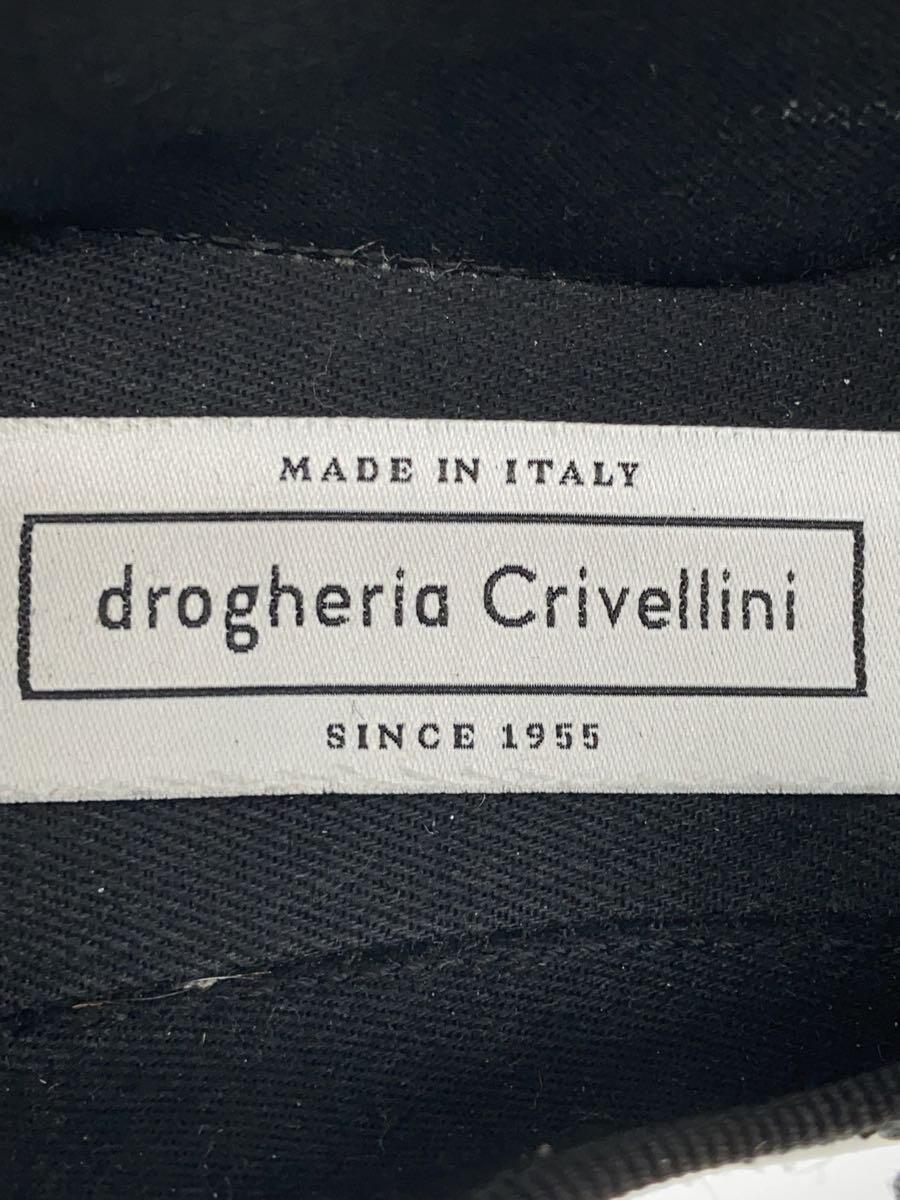 MADE IN ITALY
drogheria Crivellini
SINCE 1955